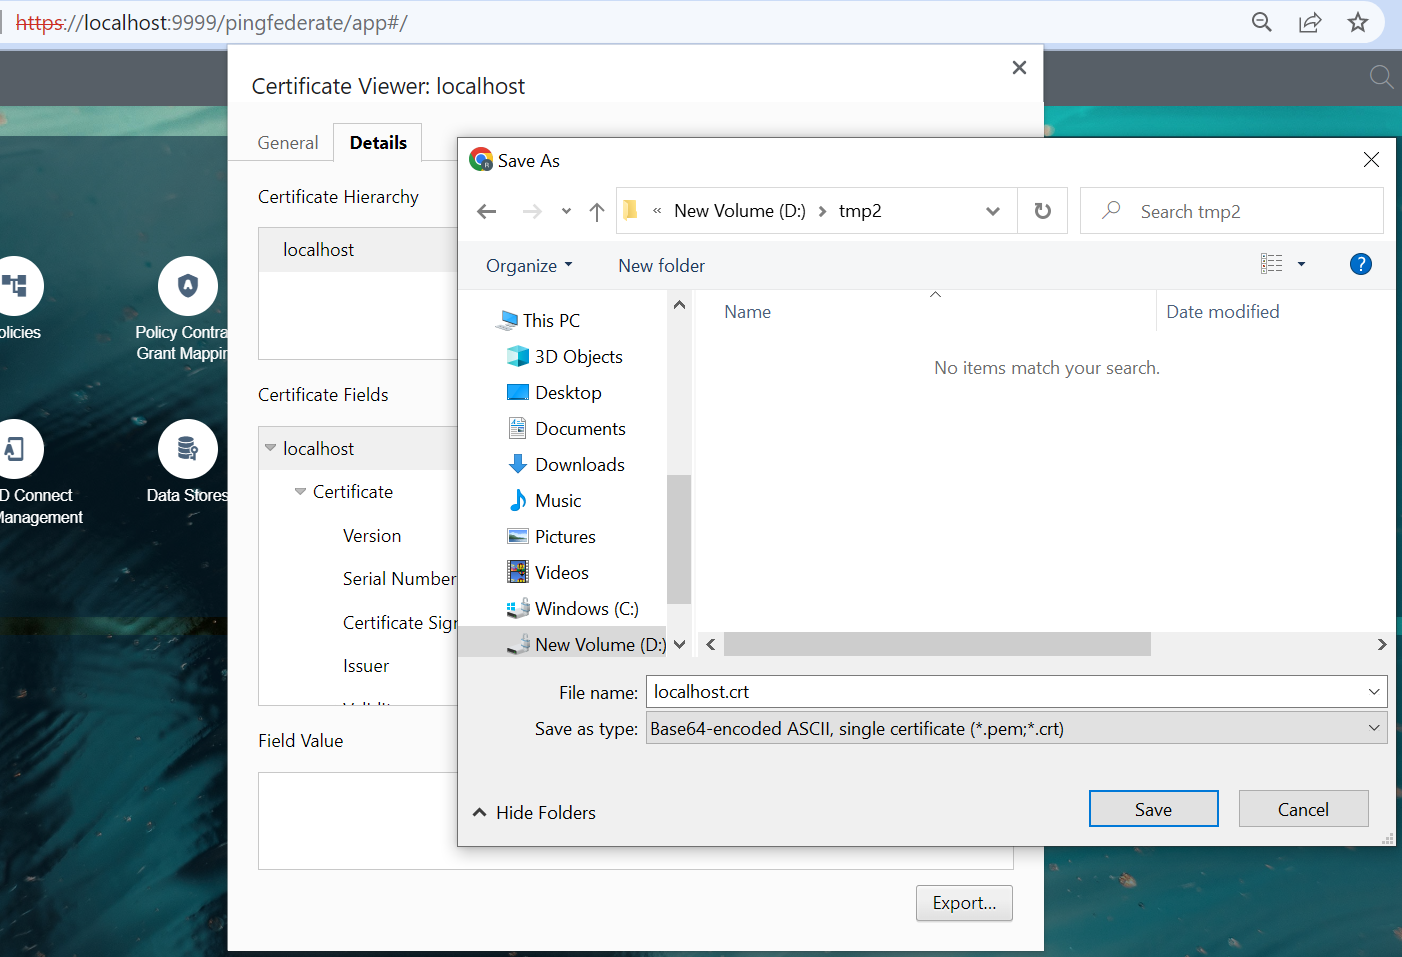 https://localhost:9999/pingfederate/app#/
Certificate Viewer: localhost
General
Details
Certificate Hierarchy
localhost
Certificate Fields
localhost
Certificate
Version
Serial Number
Certificate Sig
Issuer
Field Value
Export...
olicies
Policy Contra
Grant Mappin
D Connect
Management
Data Stores
Save As
« New Volume (D:) > tmp2
Search tmp2
Organize
New folder
?
This PC
3D Objects
Desktop
Documents
Downloads
Music
Pictures
Videos
Windows (C:)
New Volume (D:)
Name
Date modified
No items match your search.
File name: localhost.crt
Save as type: Base64-encoded ASCII, single certificate (*.pem;*.crt)
Hide Folders
Save
Cancel